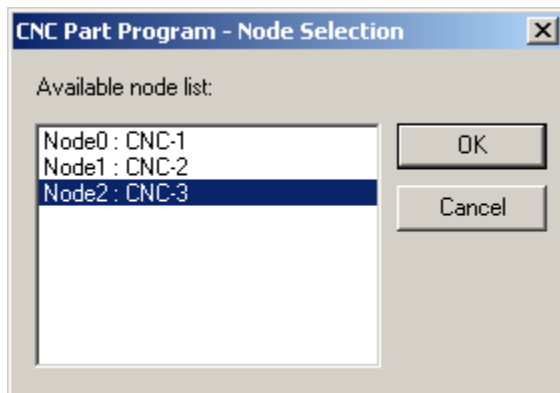 CNC Part Program - Node Selection
Available node list:
Node0 : CNC-1
Node1 : CNC-2
Node2 : CNC-3
OK
Cancel